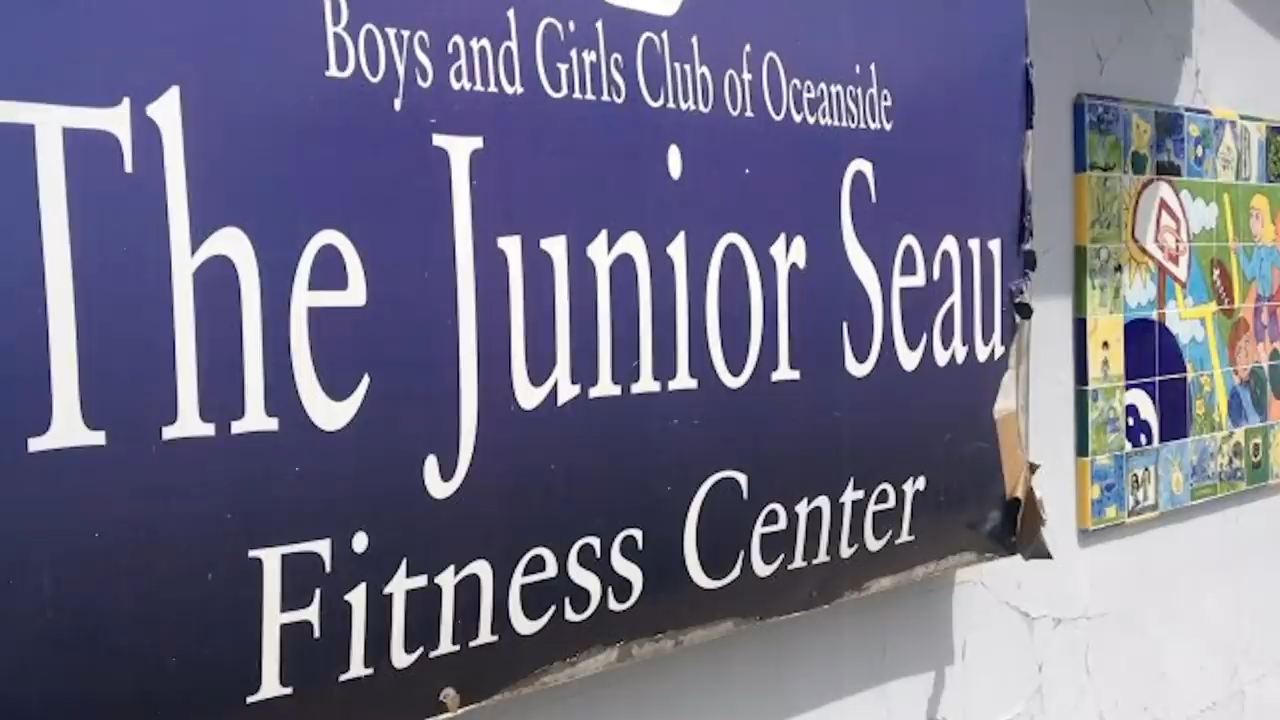 Boys and Girls Club of Oceanside
The Junior Seau
Fitness Center